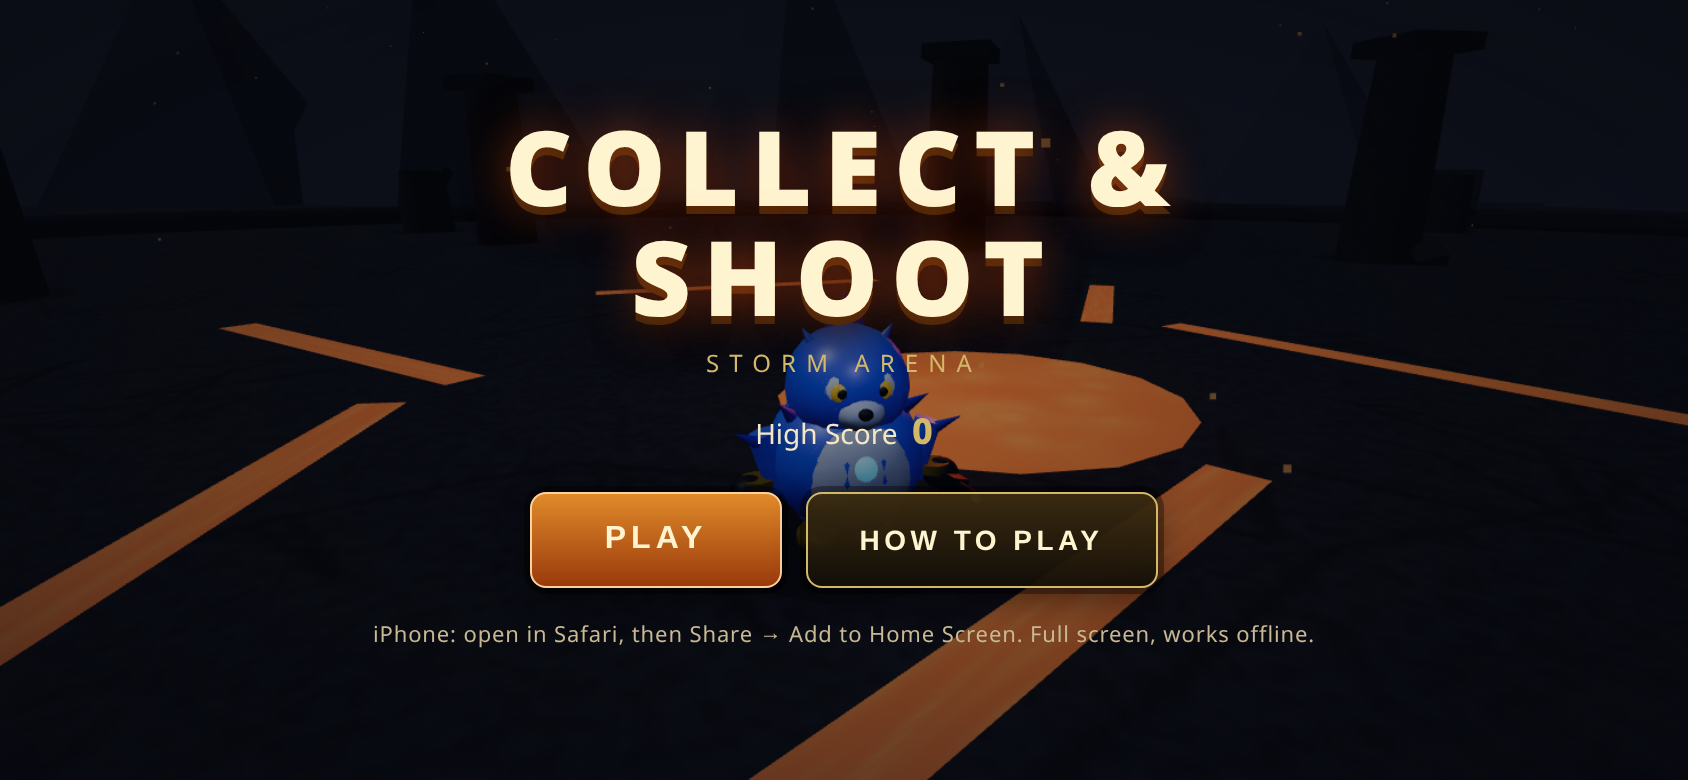 COLLECT &
SHOOT
STORM ARENA
High Score 0
PLAY
HOW TO PLAY
iPhone: open in Safari, then Share → Add to Home Screen. Full screen, works offline.